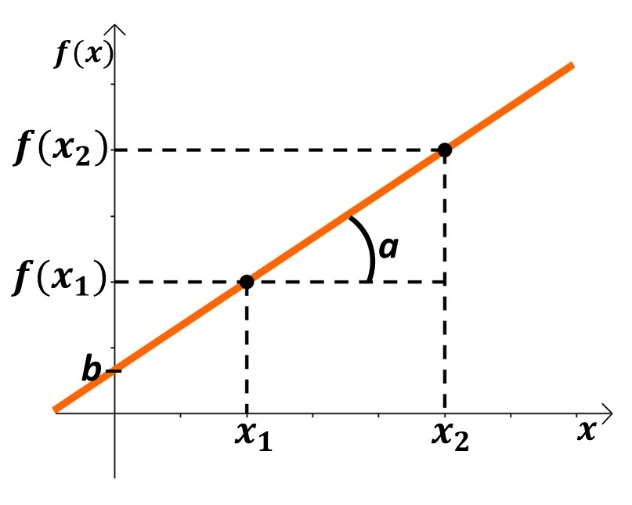 f(x)
f(x₂)
a
f(x₁)
b
x₁ x₂ x